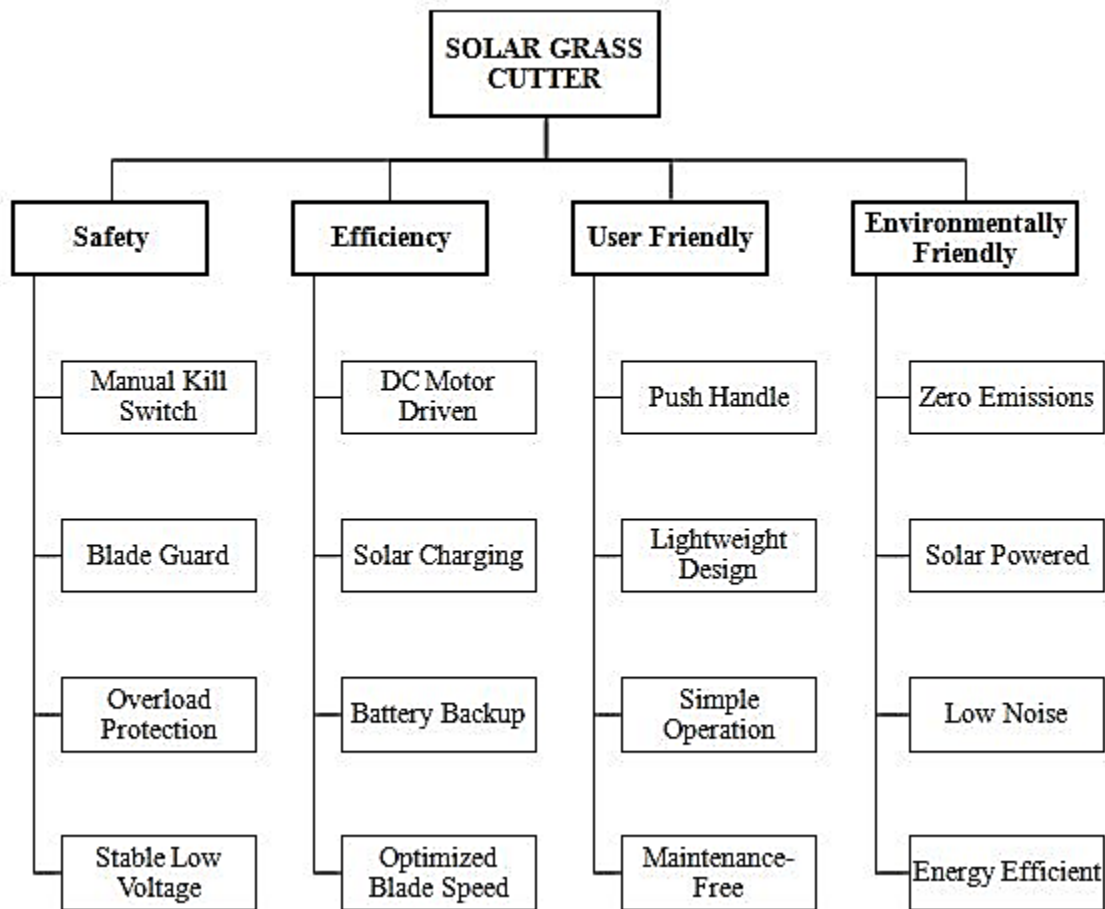 SOLAR GRASS
CUTTER
Safety
Efficiency
User Friendly
Environmentally
Friendly
Manual Kill
Switch
DC Motor
Driven
Push Handle
Zero Emissions
Blade Guard
Solar Charging
Lightweight
Design
Solar Powered
Overload
Protection
Battery Backup
Simple
Operation
Low Noise
Stable Low
Voltage
Optimized
Blade Speed
Maintenance-
Free
Energy Efficient